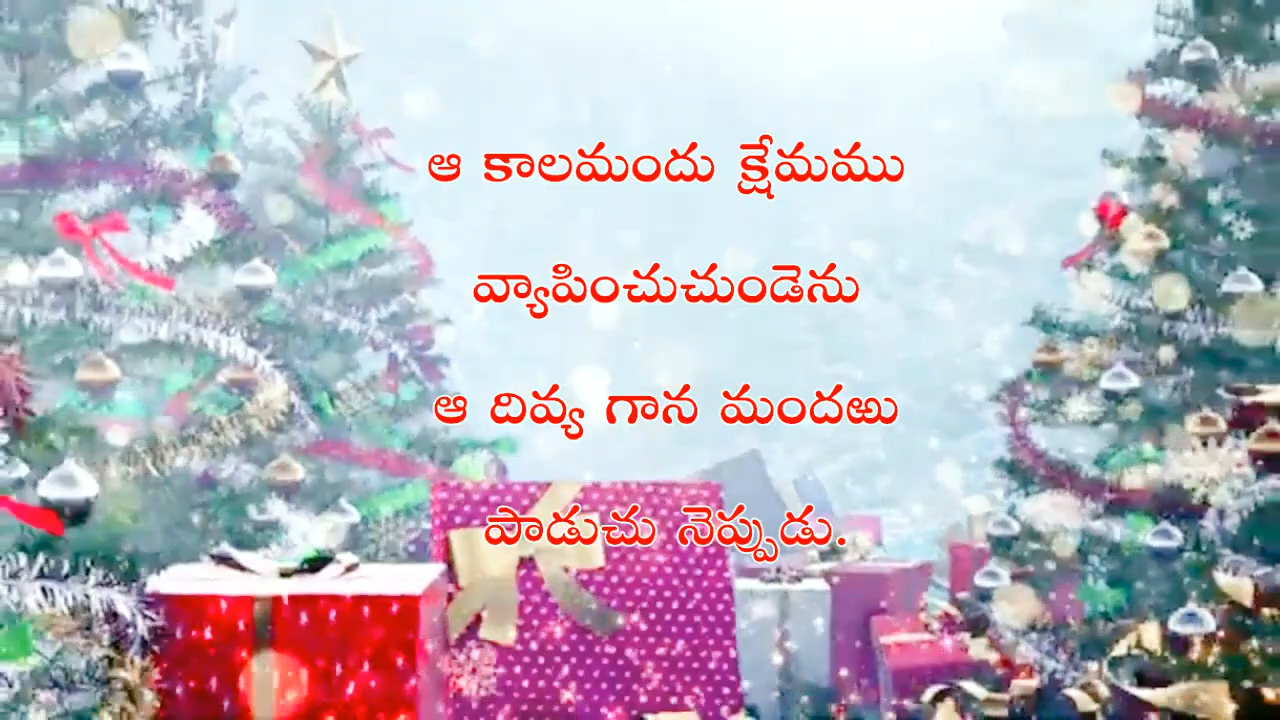 ఆ కాలమందు క్షేమము
వ్యాపించుచుండెను
ఆ దివ్య గాన మందఱు
పాడుచు నెప్పుడు.